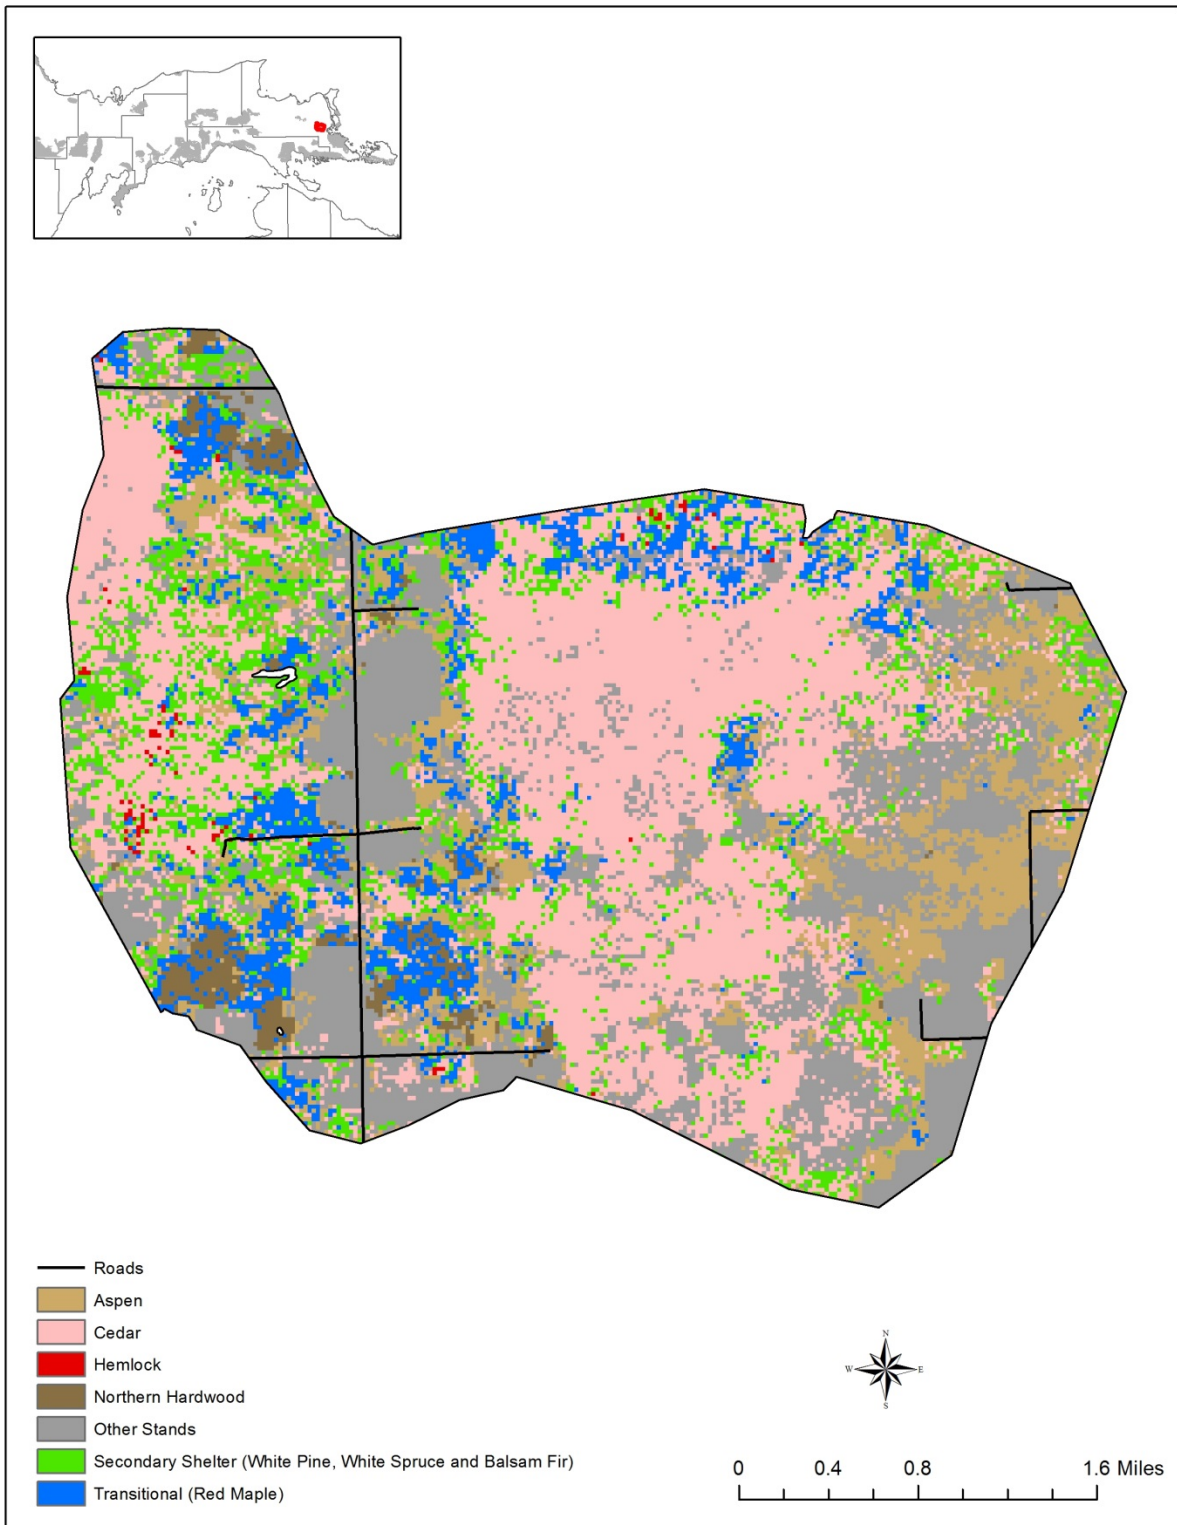 Roads
Aspen
Cedar
Hemlock
Northern Hardwood
Other Stands
Secondary Shelter (White Pine, White Spruce and Balsam Fir)
Transitional (Red Maple)
N
W E
S
0 0.4 0.8 1.6 Miles